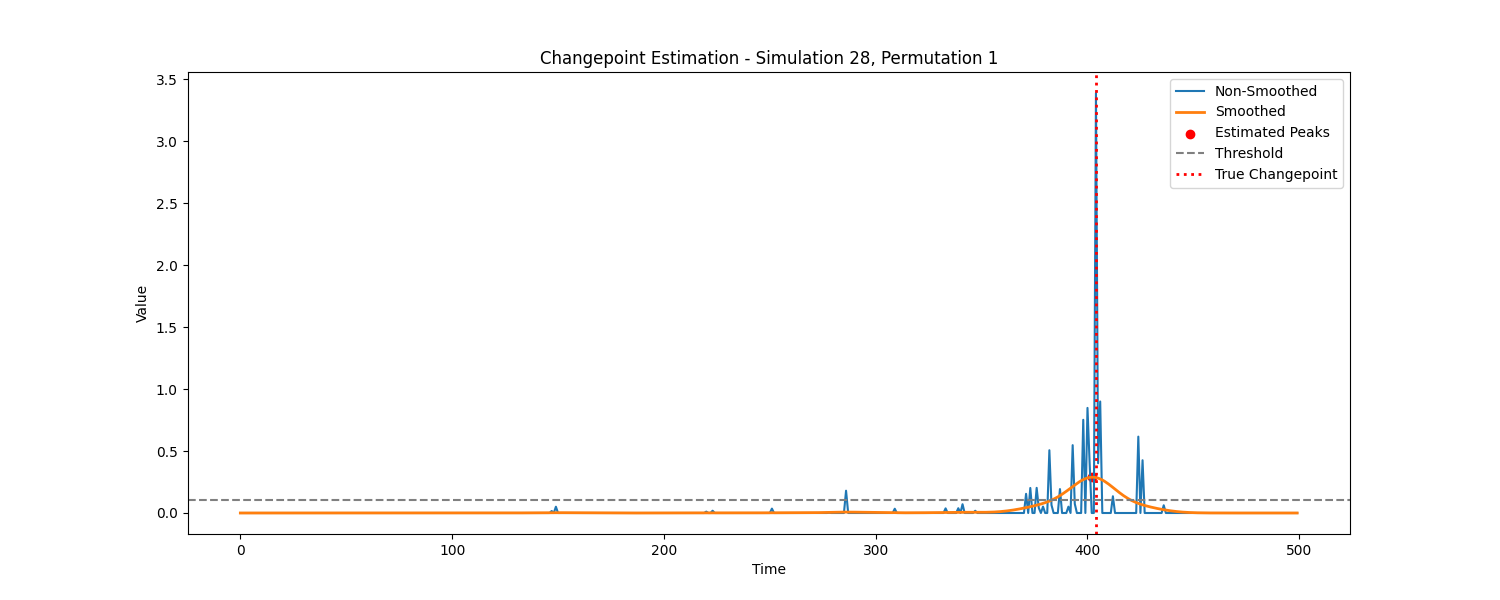 Changepoint Estimation - Simulation 28, Permutation 1
3.5
3.0
2.5
2.0
1.5
1.0
0.5
0.0
Value
Non-Smoothed
Smoothed
Estimated Peaks
Threshold
True Changepoint
0 100 200 300 400 500
Time